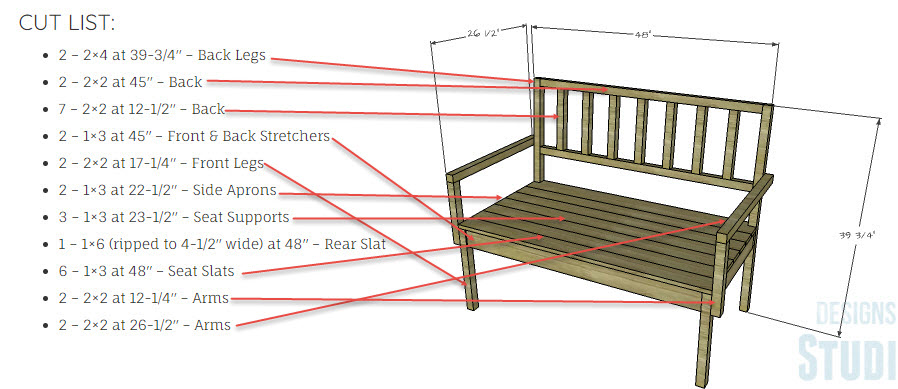 CUT LIST:
2 – 2×4 at 39-3/4” – Back Legs
2 – 2×2 at 45” – Back
7 – 2×2 at 12-1/2” – Back
2 – 1×3 at 45” – Front & Back Stretchers
2 – 2×2 at 17-1/4” – Front Legs
2 – 1×3 at 22-1/2” – Side Aprons
3 – 1×3 at 23-1/2” – Seat Supports
1 – 1×6 (ripped to 4-1/2” wide) at 48” – Rear Slat
6 – 1×3 at 48” – Seat Slats
2 – 2×2 at 12-1/4” – Arms
2 – 2×2 at 26-1/2” – Arms
26 1/2"
48"
39 3/4"
DESIGNS
STUDI